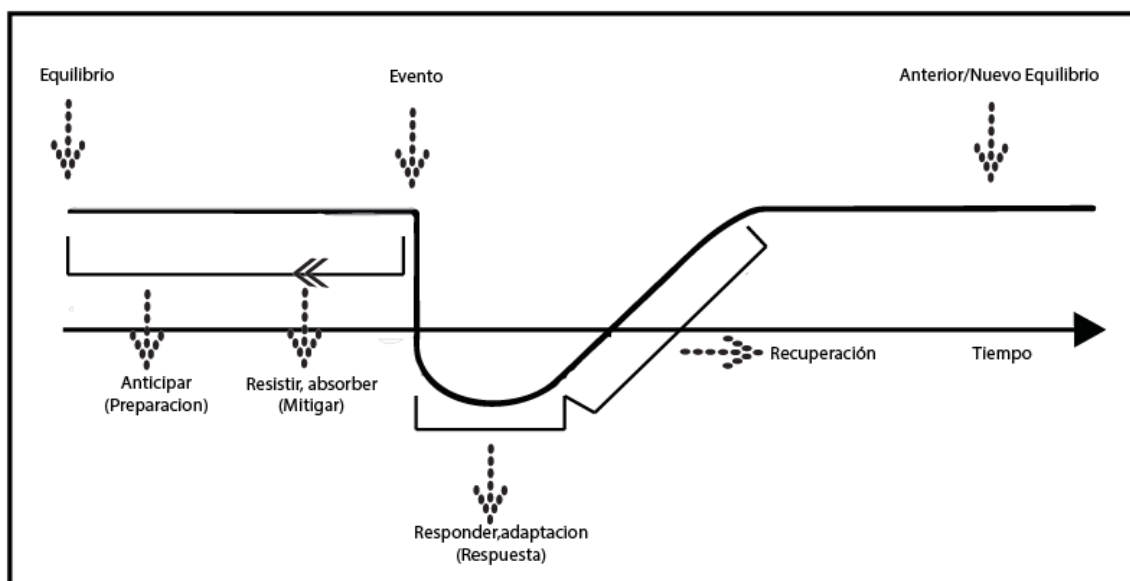 Equilibrio
Evento
Anterior/Nuevo Equilibrio
Recuperación
Tiempo
Anticipar
(Preparacion)
Resistir, absorber
(Mitigar)
Responder,adaptacion
(Respuesta)